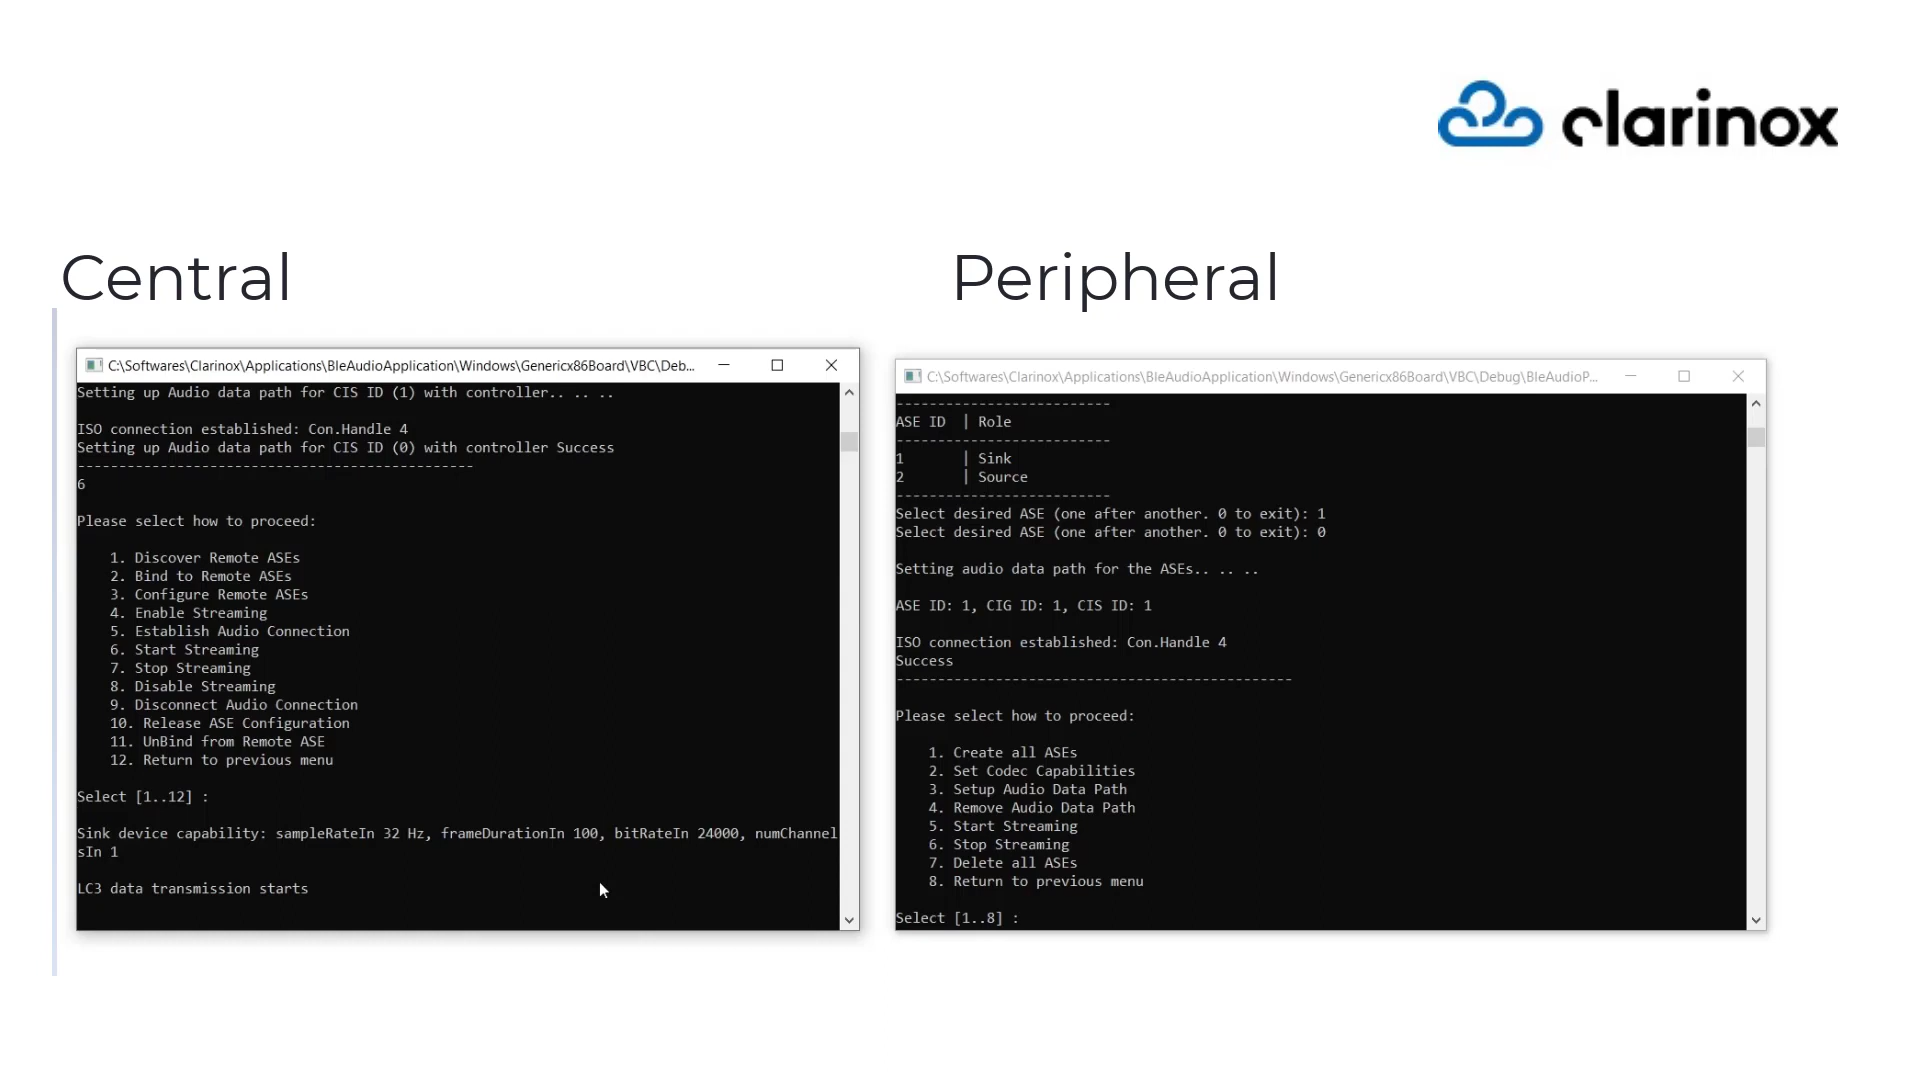 clarinox
Central
Peripheral
C:\Softwares\Clarinox\Applications\BleAudioApplication\Windows\Genericx86Board\VBC\Deb...
Setting up Audio data path for CIS ID (1) with controller.. .. ..
ISO connection established: Con.Handle 4
Setting up Audio data path for CIS ID (0) with controller Success
------------------------------------------------
6
Please select how to proceed:
1. Discover Remote ASEs
2. Bind to Remote ASEs
3. Configure Remote ASEs
4. Enable Streaming
5. Establish Audio Connection
6. Start Streaming
7. Stop Streaming
8. Disable Streaming
9. Disconnect Audio Connection
10. Release ASE Configuration
11. UnBind from Remote ASE
12. Return to previous menu
Select [1..12] :
Sink device capability: sampleRateIn 32 Hz, frameDurationIn 100, bitRateIn 24000, numChannel
sIn 1
LC3 data transmission starts
C:\Softwares\Clarinox\Applications\BleAudioApplication\Windows\Genericx86Board\VBC\Debug\BleAudioP...
--------------------------
ASE ID | Role
--------------------------
1 | Sink
2 | Source
--------------------------
Select desired ASE (one after another. 0 to exit): 1
Select desired ASE (one after another. 0 to exit): 0
Setting audio data path for the ASEs.. .. ..
ASE ID: 1, CIG ID: 1, CIS ID: 1
ISO connection established: Con.Handle 4
Success
------------------------------------------------
Please select how to proceed:
1. Create all ASEs
2. Set Codec Capabilities
3. Setup Audio Data Path
4. Remove Audio Data Path
5. Start Streaming
6. Stop Streaming
7. Delete all ASEs
8. Return to previous menu
Select [1..8] :